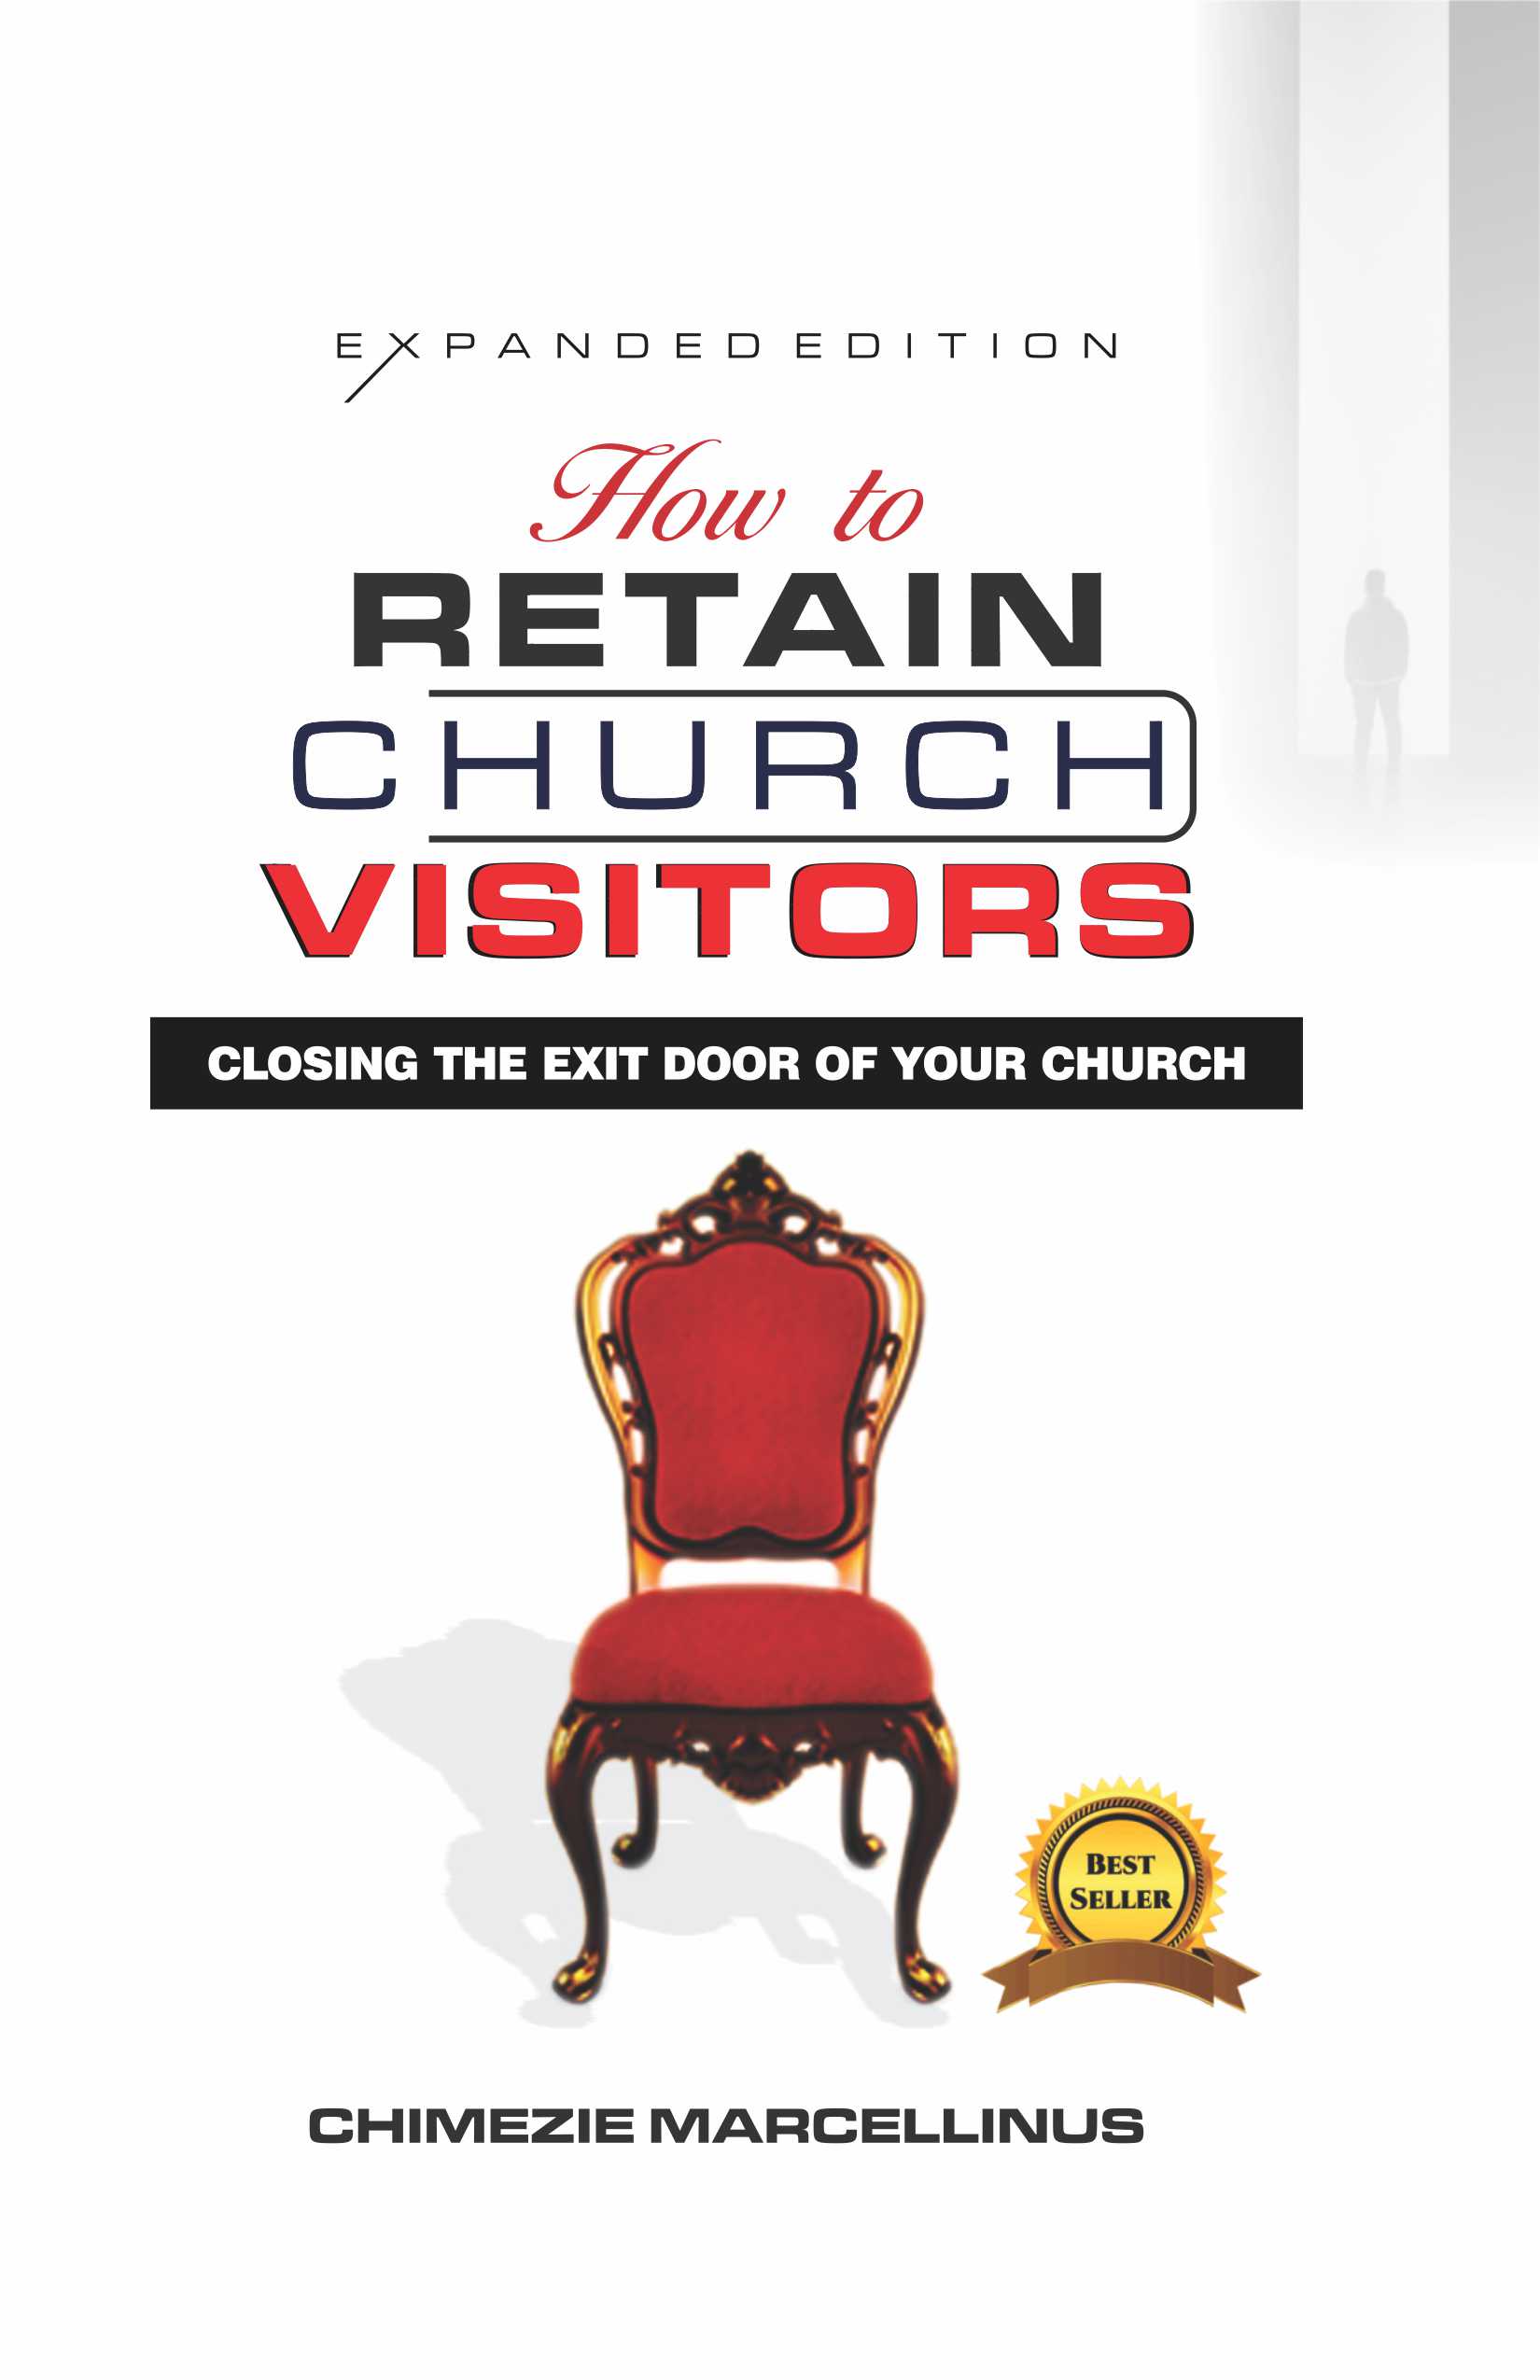 EXPANDED EDITION
How to
RETAIN
CHURCH
VISITORS
CLOSING THE EXIT DOOR OF YOUR CHURCH
BEST
SELLER
CHIMEZIE MARCELLINUS